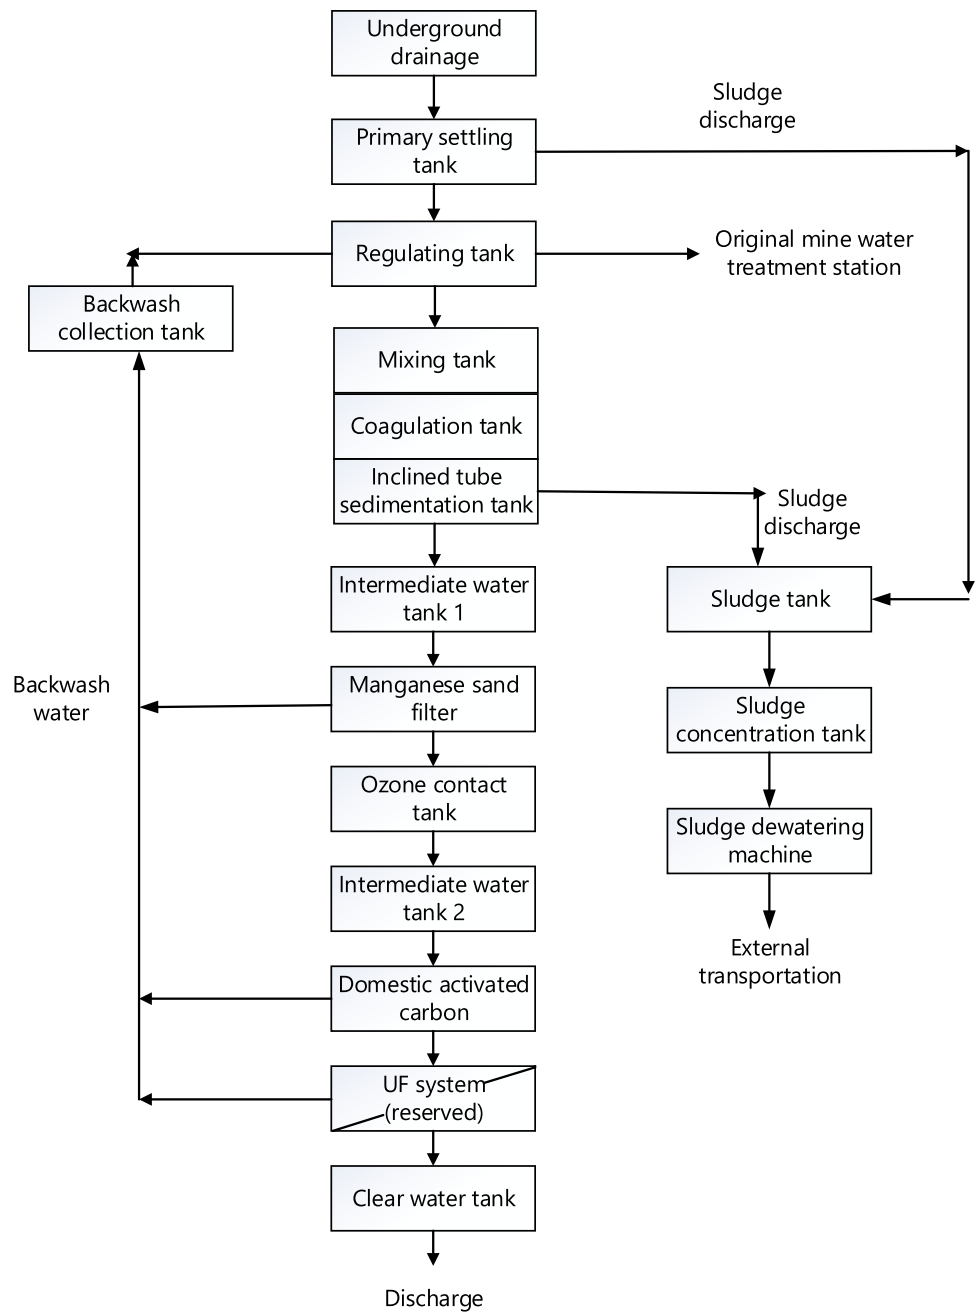 Underground
drainage
Sludge
discharge
Primary settling
tank
Regulating tank
Original mine water
treatment station
Backwash
collection tank
Mixing tank
Coagulation tank
Inclined tube
sedimentation tank
Sludge
discharge
Intermediate water
tank 1
Sludge tank
Backwash
water
Manganese sand
filter
Sludge
concentration tank
Ozone contact
tank
Sludge dewatering
machine
Intermediate water
tank 2
External
transportation
Domestic activated
carbon
UF system
(reserved)
Clear water tank
Discharge